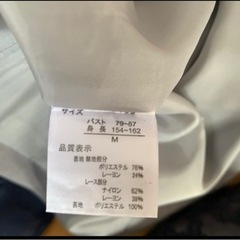 サイズ
バスト 79~87
身長 154~162
M
品質表示
表地 無地部分
ポリエステル 76%
レーヨン 24%
レース部分
ナイロン 62%
レーヨン 38%
裏地 ポリエステル 100%